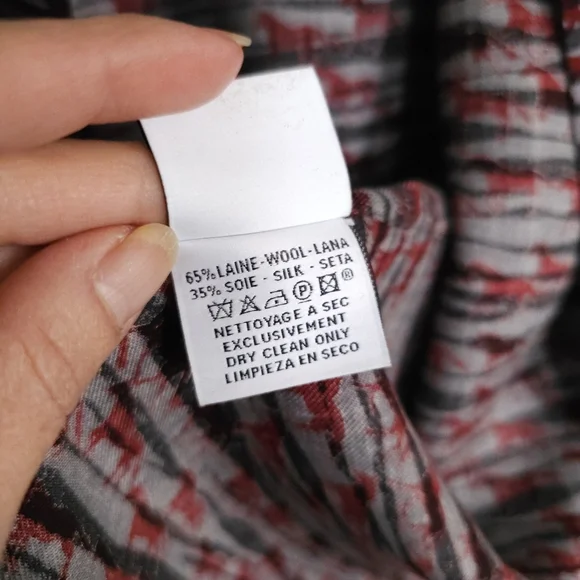 65% LAINE-WOOL-LANA
35% SOIE - SILK - SETA
P ®
NETTOYAGE A SEC
EXCLUSIVEMENT
DRY CLEAN ONLY
LIMPIEZA EN SECO